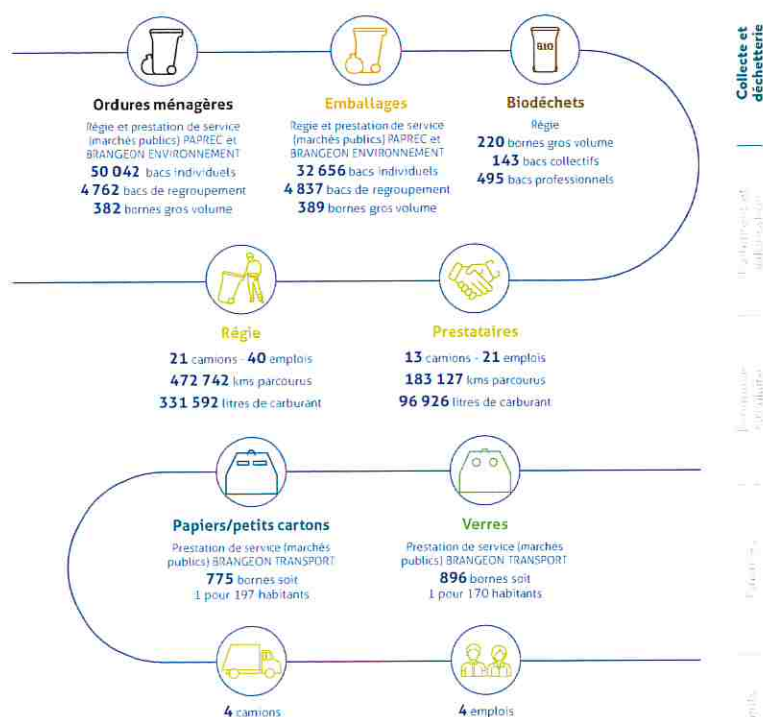 Collecte et
déchetterie
BIO
Ordures ménagères
Régie et prestation de service
(marchés publics) PAPREC et
BRANGEON ENVIRONNEMENT
50 042 bacs individuels
4 762 bacs de regroupement
382 bornes gros volume
Emballages
Régie et prestation de service
(marchés publics) PAPREC et
BRANGEON ENVIRONNEMENT
32 656 bacs individuels
4 837 bacs de regroupement
389 bornes gros volume
Biodéchets
Régie
220 bornes gros volume
143 bacs collectifs
495 bacs professionnels
Régie
21 camions - 40 emplois
472 742 kms parcourus
331 592 litres de carburant
Prestataires
13 camions - 21 emplois
183 127 kms parcourus
96 926 litres de carburant
Papiers/petits cartons
Prestation de service (marchés
publics) BRANGEON TRANSPORT
775 bornes soit
1 pour 197 habitants
Verres
Prestation de service (marchés
publics) BRANGEON TRANSPORT
896 bornes soit
1 pour 170 habitants
4 camions
4 emplois